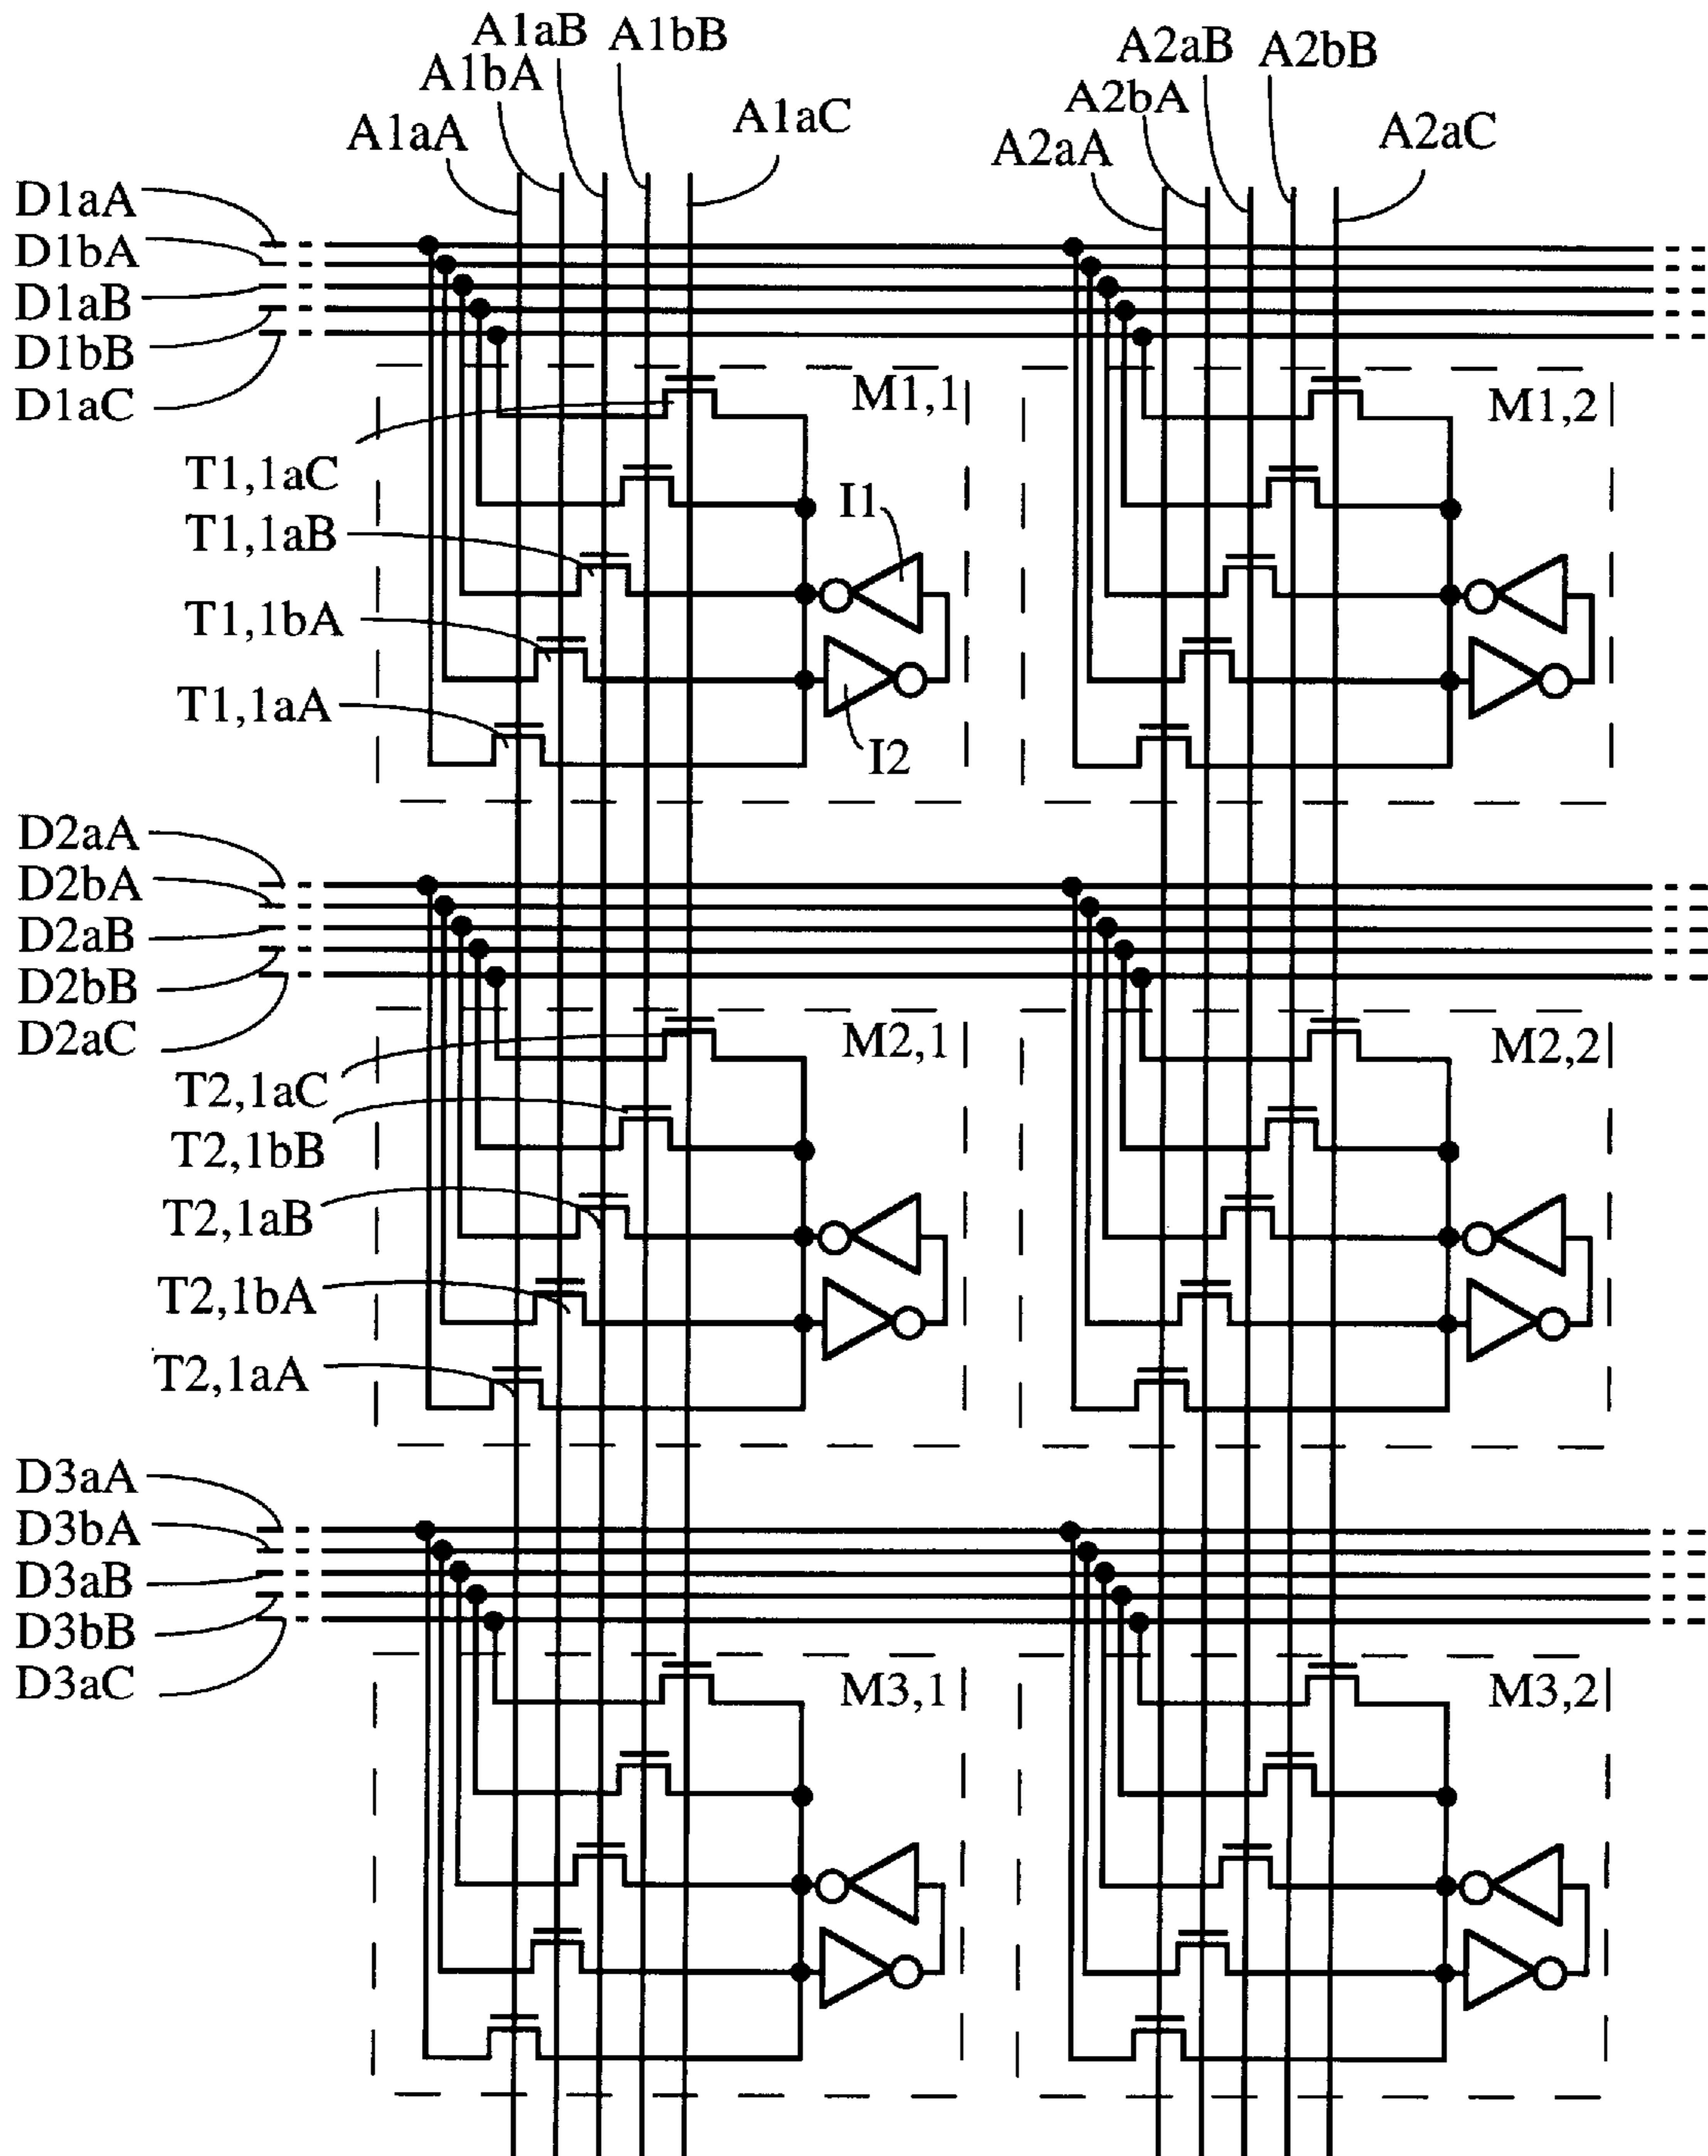 A1aB
A1bB
A1bA
A1aA
A1aC
A2aB
A2bB
A2bA
A2aA
A2aC
D1aA
D1bA
D1aB
D1bB
D1aC
M1,1
M1,2
T1,1aC
T1,1aB
T1,1bA
T1,1aA
I1
I2
D2aA
D2bA
D2aB
D2bB
D2aC
M2,1
M2,2
T2,1aC
T2,1bB
T2,1aB
T2,1bA
T2,1aA
D3aA
D3bA
D3aB
D3bB
D3aC
M3,1
M3,2